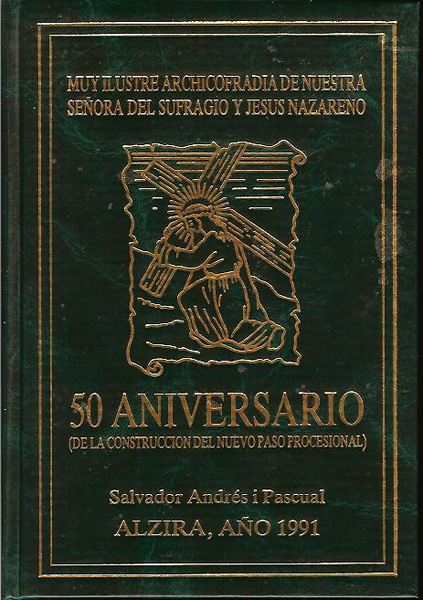 MUY ILUSTRE ARCHICOFRADIA DE NUESTRA
SEÑORA DEL SUFRAGIO Y JESUS NAZARENO
50 ANIVERSARIO
(DE LA CONSTRUCCION DEL NUEVO PASO PROCESIONAL)
Salvador Andrés i Pascual
ALZIRA, AÑO 1991